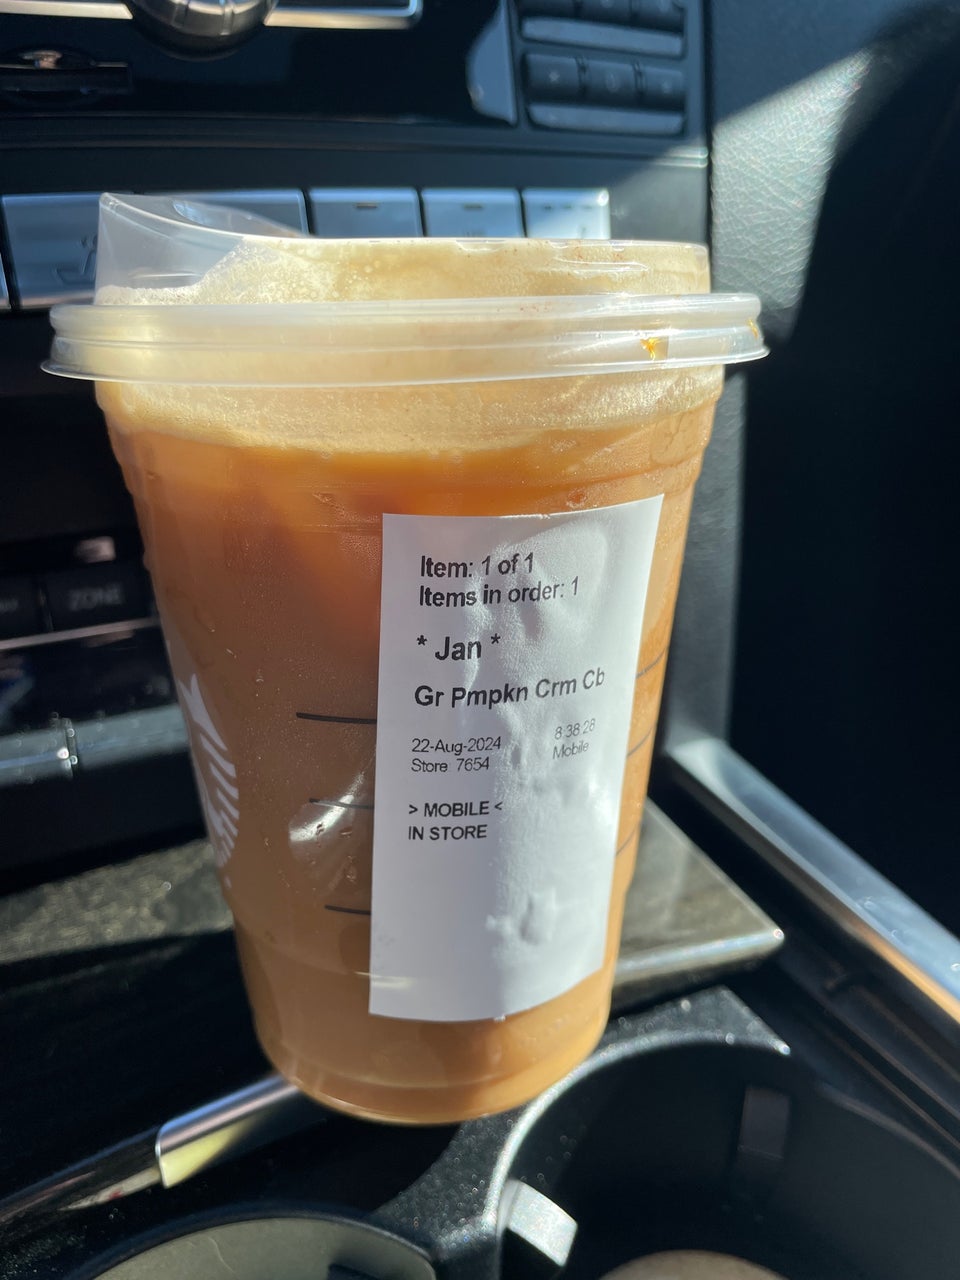 Item: 1 of 1
Items in order: 1
* Jan *
Gr Pmpkn Crm Cb
22-Aug-2024 8:38:28
Store: 7654 Mobile
> MOBILE <
IN STORE
ZONE